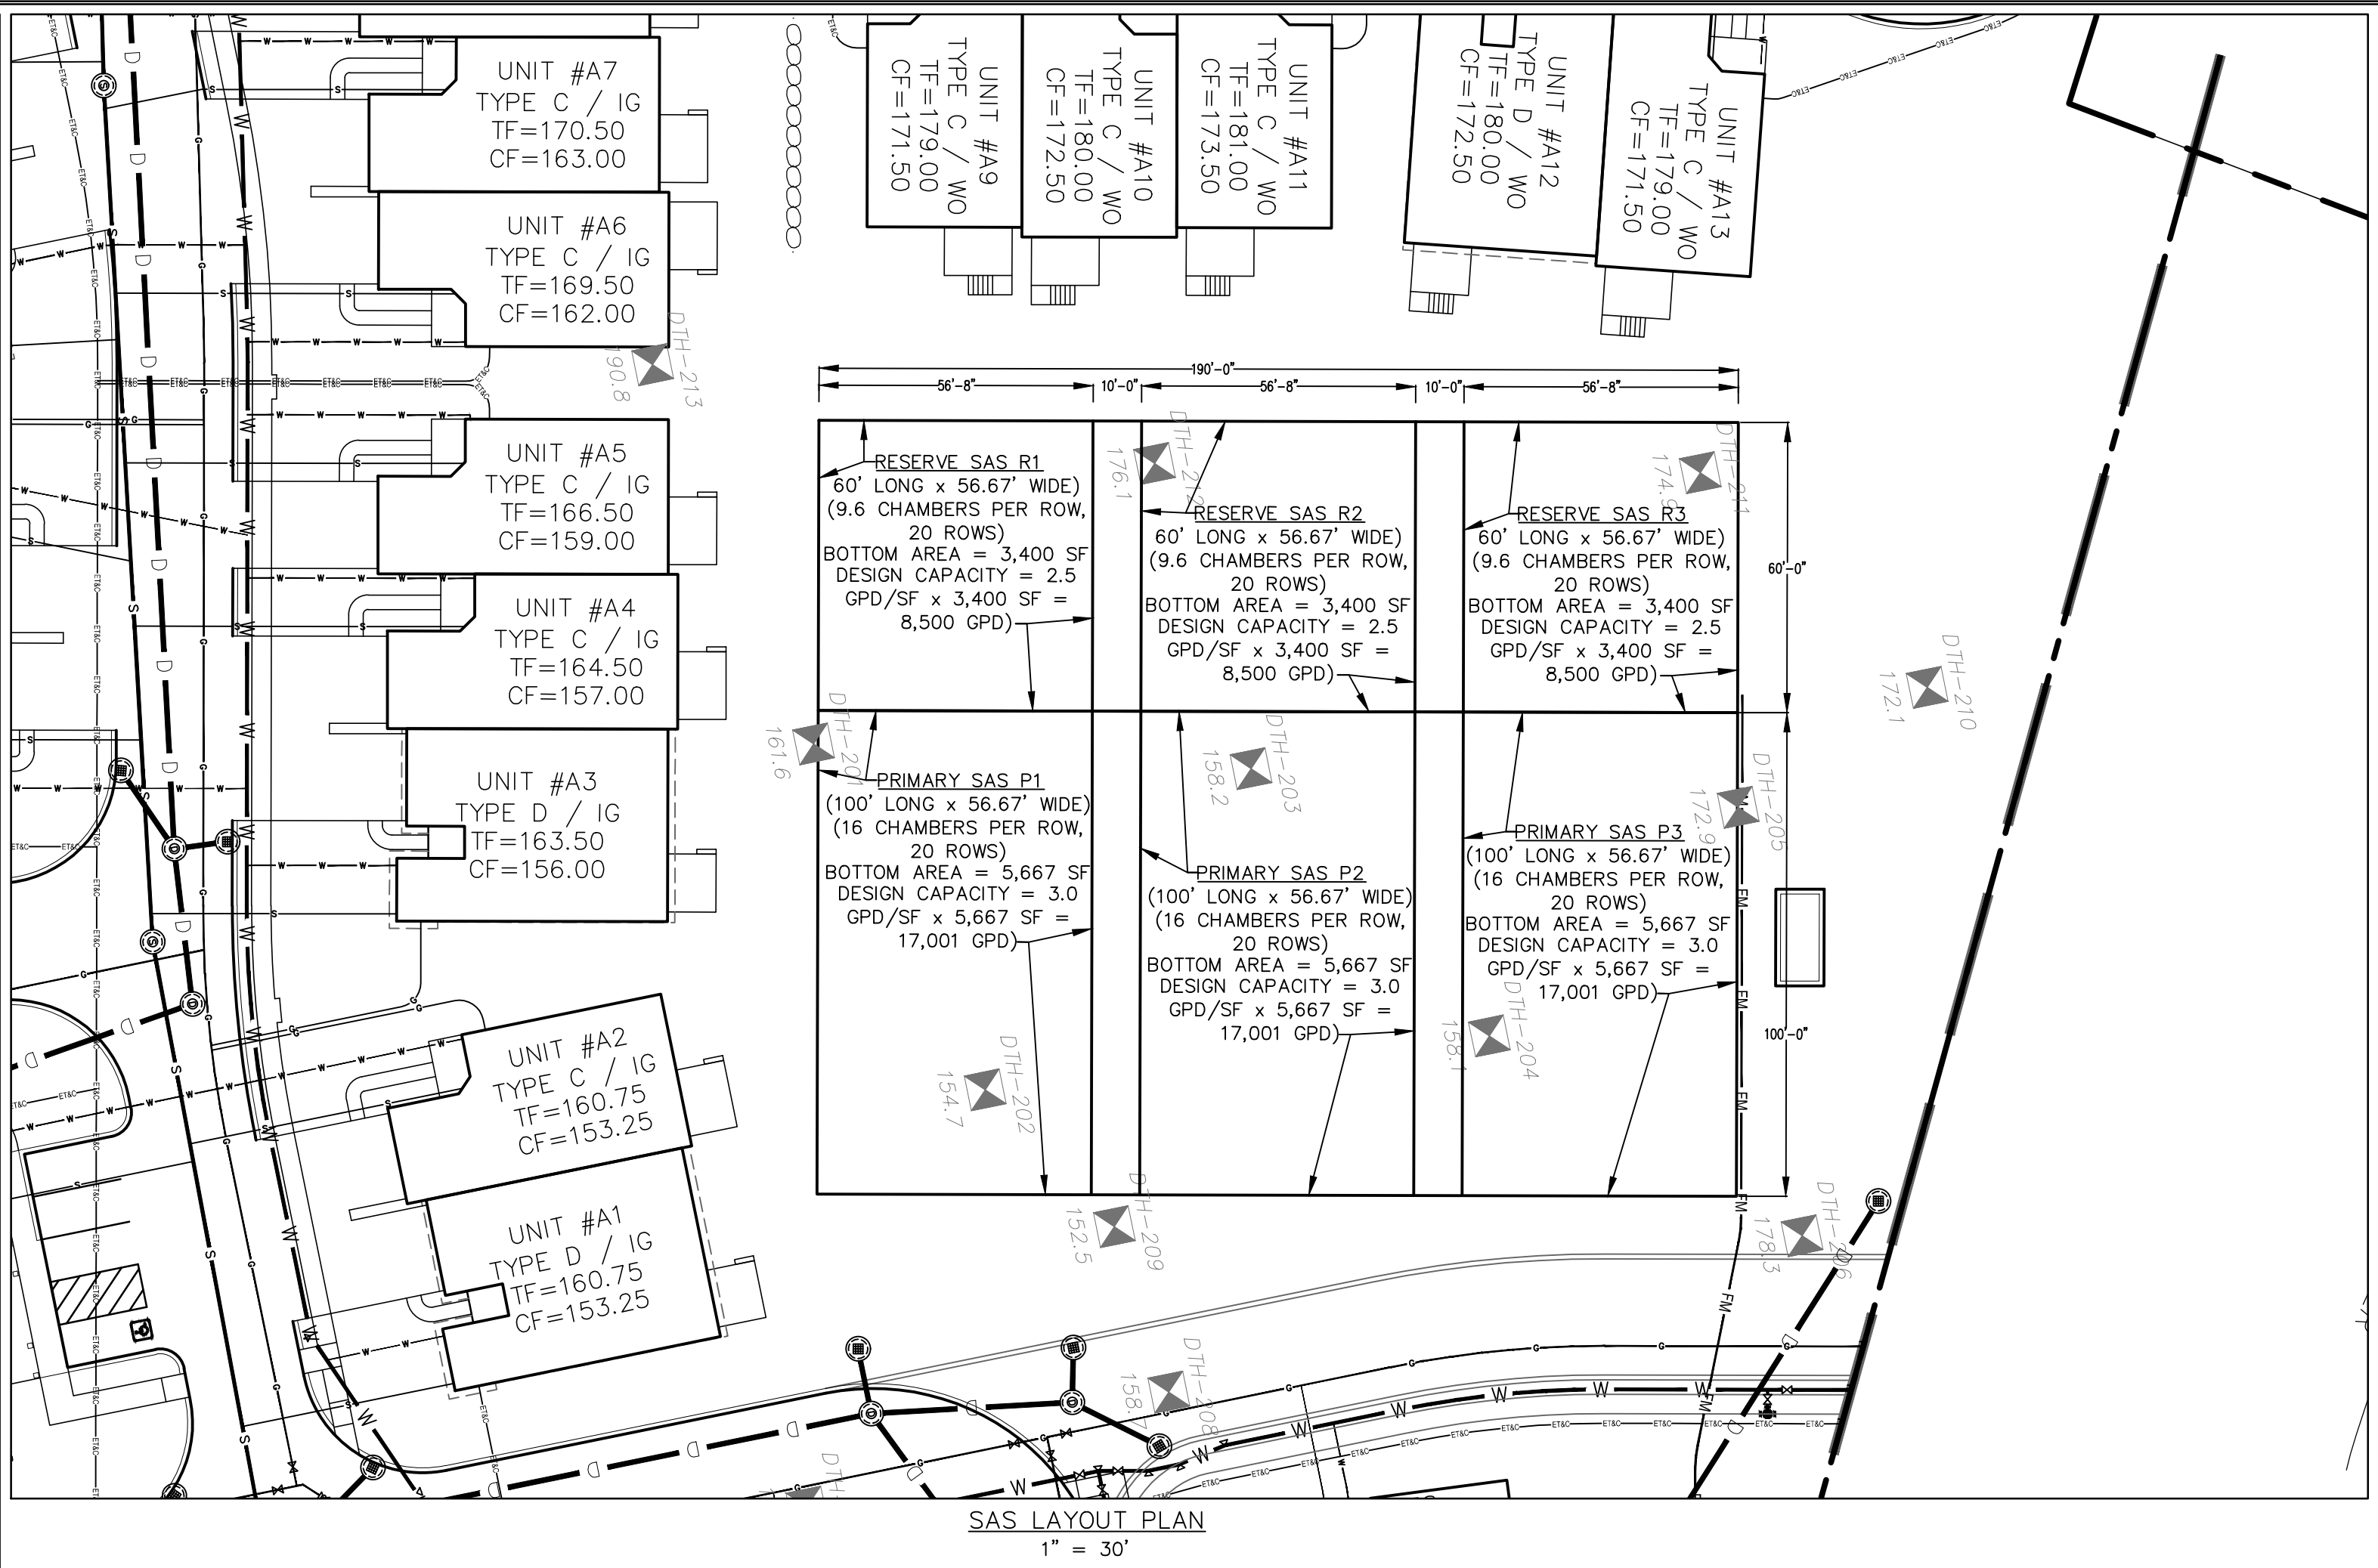 UNIT #A7
TYPE C / IG
TF=170.50
CF=163.00
UNIT #A6
TYPE C / IG
TF=169.50
CF=162.00
UNIT #A5
TYPE C / IG
TF=166.50
CF=159.00
UNIT #A4
TYPE C / IG
TF=164.50
CF=157.00
UNIT #A3
TYPE D / IG
TF=163.50
CF=156.00
UNIT #A2
TYPE C / IG
TF=160.75
CF=153.25
UNIT #A1
TYPE D / IG
TF=160.75
CF=153.25
UNIT #A9
TYPE C / WO
TF=179.00
CF=171.50
UNIT #A10
TYPE C / WO
TF=180.00
CF=172.50
UNIT #A11
TYPE C / WO
TF=181.00
CF=173.50
UNIT #A12
TYPE D / WO
TF=180.00
CF=172.50
UNIT #A13
TYPE C / WO
TF=179.00
CF=171.50
190'-0"
56'-8"
10'-0"
56'-8"
10'-0"
56'-8"
60'-0"
100'-0"
RESERVE SAS R1
60' LONG x 56.67' WIDE)
(9.6 CHAMBERS PER ROW,
20 ROWS)
BOTTOM AREA = 3,400 SF
DESIGN CAPACITY = 2.5
GPD/SF x 3,400 SF =
8,500 GPD)
RESERVE SAS R2
60' LONG x 56.67' WIDE)
(9.6 CHAMBERS PER ROW,
20 ROWS)
BOTTOM AREA = 3,400 SF
DESIGN CAPACITY = 2.5
GPD/SF x 3,400 SF =
8,500 GPD)
RESERVE SAS R3
60' LONG x 56.67' WIDE)
(9.6 CHAMBERS PER ROW,
20 ROWS)
BOTTOM AREA = 3,400 SF
DESIGN CAPACITY = 2.5
GPD/SF x 3,400 SF =
8,500 GPD)
PRIMARY SAS P1
(100' LONG x 56.67' WIDE)
(16 CHAMBERS PER ROW,
20 ROWS)
BOTTOM AREA = 5,667 SF
DESIGN CAPACITY = 3.0
GPD/SF x 5,667 SF =
17,001 GPD)
PRIMARY SAS P2
(100' LONG x 56.67' WIDE)
(16 CHAMBERS PER ROW,
20 ROWS)
BOTTOM AREA = 5,667 SF
DESIGN CAPACITY = 3.0
GPD/SF x 5,667 SF =
17,001 GPD)
PRIMARY SAS P3
(100' LONG x 56.67' WIDE)
(16 CHAMBERS PER ROW,
20 ROWS)
BOTTOM AREA = 5,667 SF
DESIGN CAPACITY = 3.0
GPD/SF x 5,667 SF =
17,001 GPD)
DTH-213
190.8
DTH-212
176.1
DTH-211
DTH-210
172.1
DTH-201
161.6
DTH-203
158.2
DTH-205
172.9
DTH-202
154.7
DTH-204
158.1
DTH-209
152.5
DTH-206
178.3
DTH-208
158.7
FM
FM
FM
FM
FM
FM
SAS LAYOUT PLAN
1" = 30'